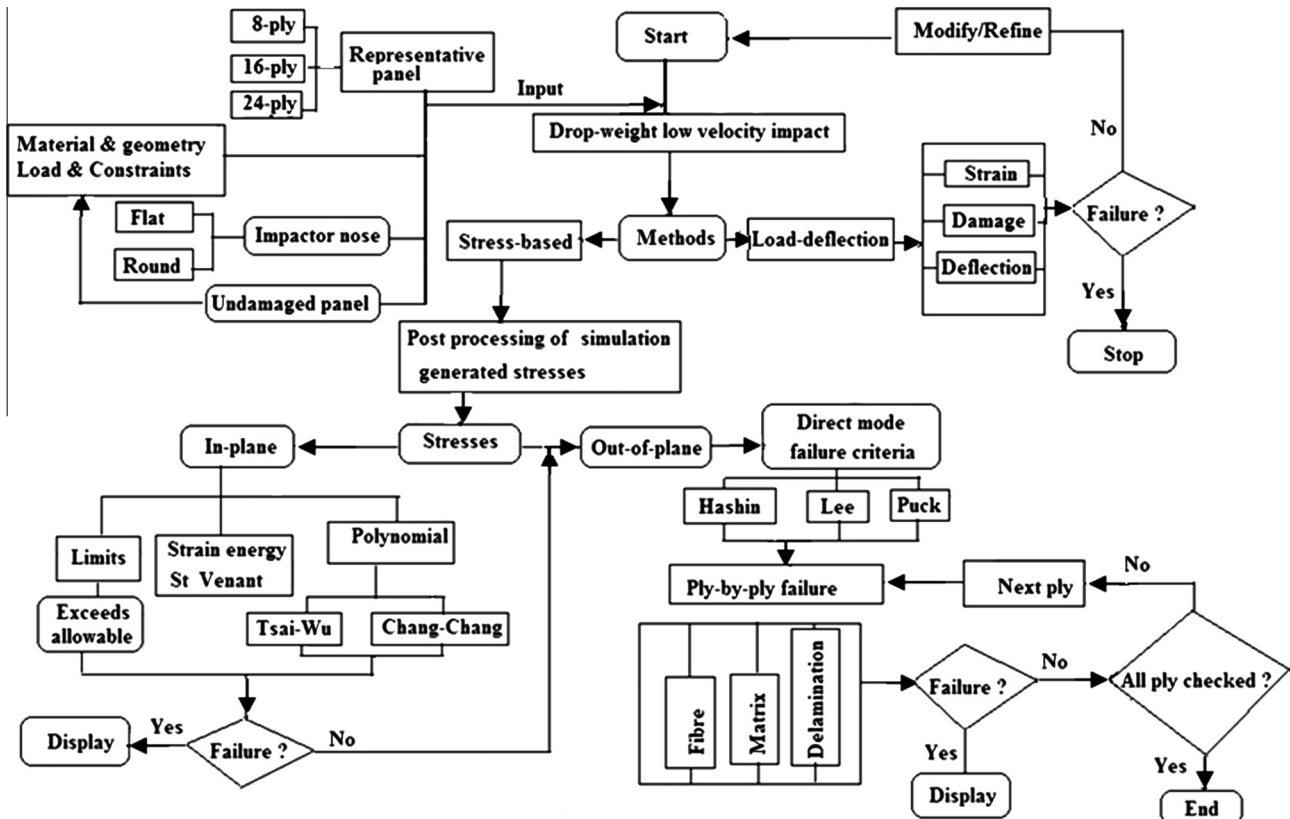 8-ply
16-ply
24-ply
Representative
panel
Start
Modify/Refine
Input
No
Material & geometry
Load & Constraints
Drop-weight low velocity impact
Flat
Round
Impactor nose
Undamaged panel
Stress-based
Methods
Load-deflection
Strain
Damage
Deflection
Failure ?
Yes
Stop
Post processing of simulation
generated stresses
In-plane
Stresses
Out-of-plane
Direct mode
failure criteria
Hashin
Lee
Puck
Limits
Strain energy
St Venant
Polynomial
Exceeds
allowable
Tsai-Wu
Chang-Chang
Ply-by-ply failure
Next ply
No
Display
Yes
Failure ?
No
Fibre
Matrix
Delamination
Failure ?
No
All ply checked ?
Yes
Display
Yes
End